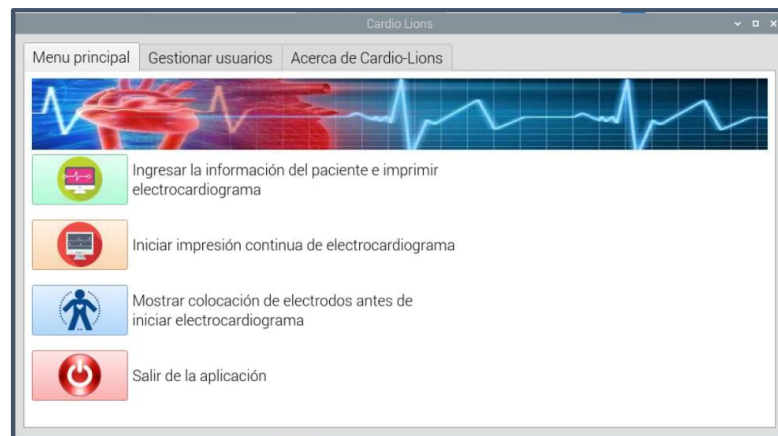 Cardio Lions
Menu principal
Gestionar usuarios
Acerca de Cardio-Lions
Ingresar la información del paciente e imprimir
electrocardiograma
Iniciar impresión continua de electrocardiograma
Mostrar colocación de electrodos antes de
iniciar electrocardiograma
Salir de la aplicación